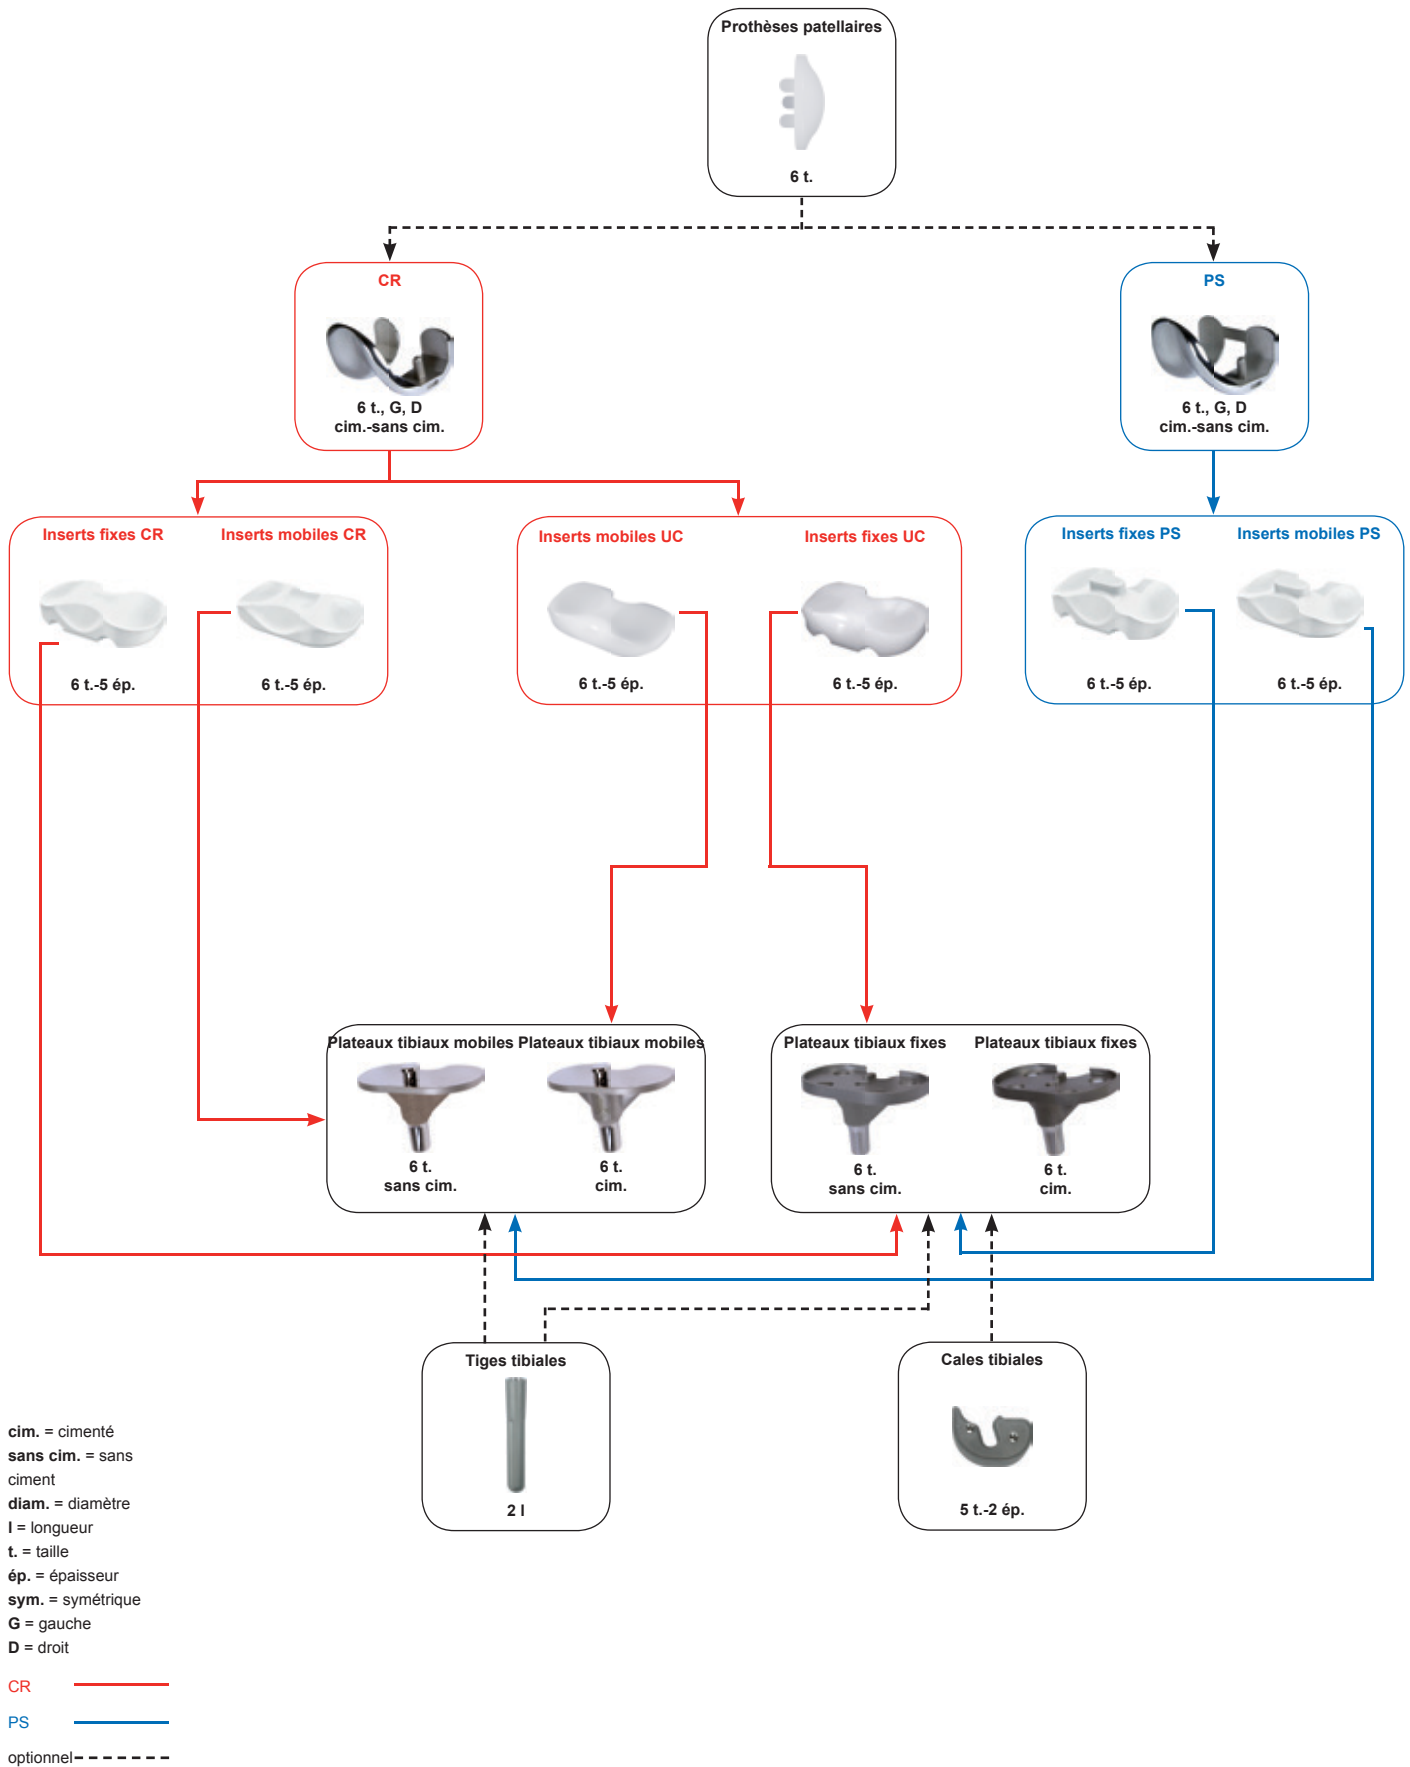 Prothèses patellaires
6 t.
CR
6 t., G, D
cim.-sans cim.
PS
6 t., G, D
cim.-sans cim.
Inserts fixes CR
Inserts mobiles CR
6 t.-5 ép.
6 t.-5 ép.
Inserts mobiles UC
Inserts fixes UC
6 t.-5 ép.
6 t.-5 ép.
Inserts fixes PS
Inserts mobiles PS
6 t.-5 ép.
6 t.-5 ép.
Plateaux tibiaux mobiles
Plateaux tibiaux mobiles
6 t.
sans cim.
6 t.
cim.
Plateaux tibiaux fixes
Plateaux tibiaux fixes
6 t.
sans cim.
6 t.
cim.
Tiges tibiales
2 l
Cales tibiales
5 t.-2 ép.
cim. = cimenté
sans cim. = sans
ciment
diam. = diamètre
l = longueur
t. = taille
ép. = épaisseur
sym. = symétrique
G = gauche
D = droit
CR
PS
optionnel